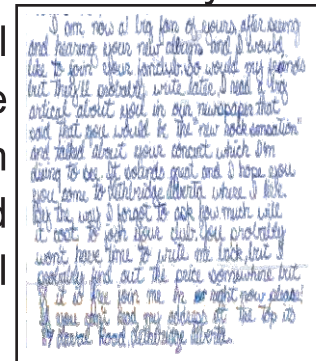 I am now a big fan of yours, after seeing
and hearing your new album and I would
like to join your fanclub. So would my friends
but they'll probably write later. I read a big
artical about you in our newspaper that
said that you would be the "new rock sensation"
and talked about your concert which I'm
dieing to see. It sounds great and I hope you
you come to Lethbridge Alberta where I live.
By the way I forgot to ask how much will
it cost to join your club. You probably
wont have time to write me back, but I
probably find out the price somewhere but
if it is free join me in right now please!
If you can't read my address at the top its
Road, Lethbridge Alberta.